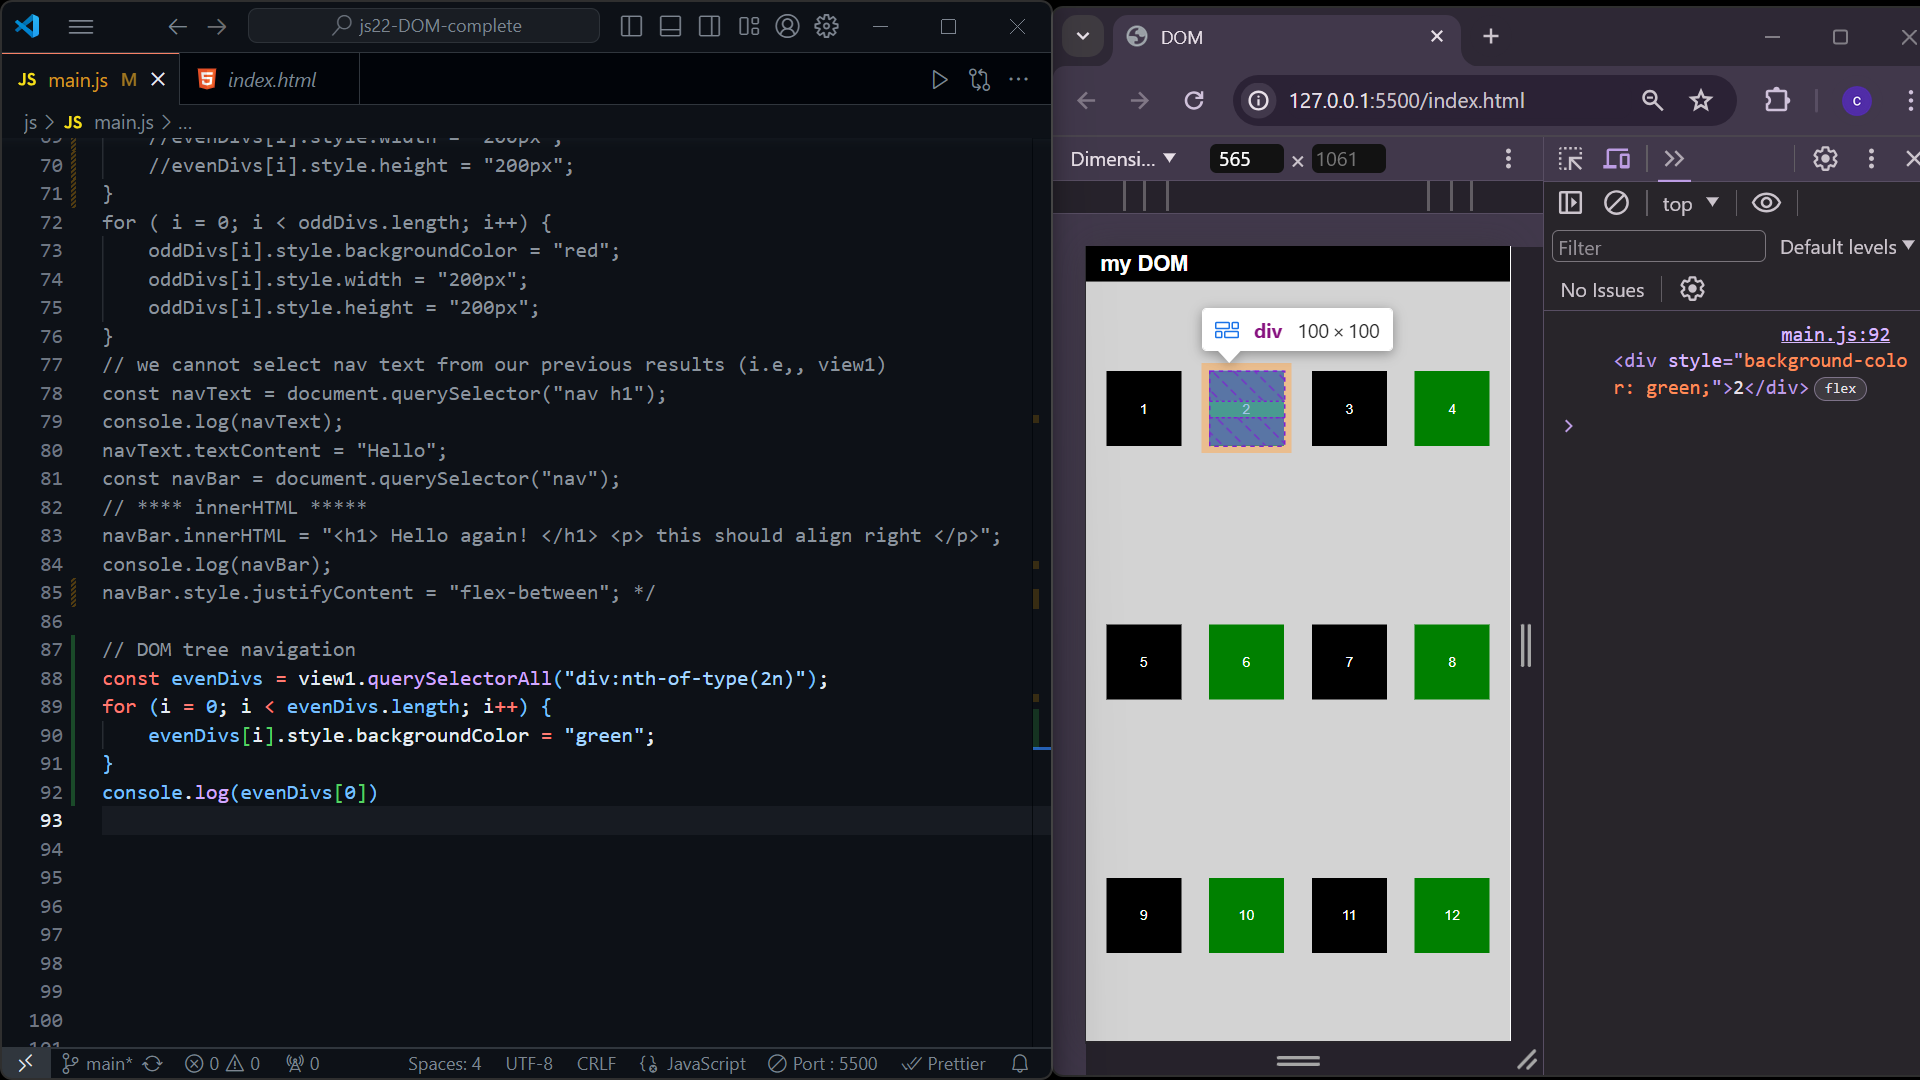 js22-DOM-complete
JS main.js M
index.html
js > JS main.js > ...
69 //evenDivs[i].style.width = "200px";
70 //evenDivs[i].style.height = "200px";
71 }
72 for ( i = 0; i < oddDivs.length; i++) {
73 oddDivs[i].style.backgroundColor = "red";
74 oddDivs[i].style.width = "200px";
75 oddDivs[i].style.height = "200px";
76 }
77 // we cannot select nav text from our previous results (i.e,, view1)
78 const navText = document.querySelector("nav h1");
79 console.log(navText);
80 navText.textContent = "Hello";
81 const navBar = document.querySelector("nav");
82 // **** innerHTML *****
83 navBar.innerHTML = "<h1> Hello again! </h1> <p> this should align right </p>";
84 console.log(navBar);
85 navBar.style.justifyContent = "flex-between"; */
86
87 // DOM tree navigation
88 const evenDivs = view1.querySelectorAll("div:nth-of-type(2n)");
89 for (i = 0; i < evenDivs.length; i++) {
90 evenDivs[i].style.backgroundColor = "green";
91 }
92 console.log(evenDivs[0])
93
94
95
96
97
98
99
100
101
main* 0 0 0 Spaces: 4 UTF-8 CRLF {} JavaScript Port : 5500 Prettier
DOM
127.0.0.1:5500/index.html
c
Dimensi... 565 × 1061
my DOM
div 100 × 100
1 2 3 4
5 6 7 8
9 10 11 12
top
Filter
Default levels
No Issues
main.js:92
<div style="background-colo
r: green;">2</div> flex